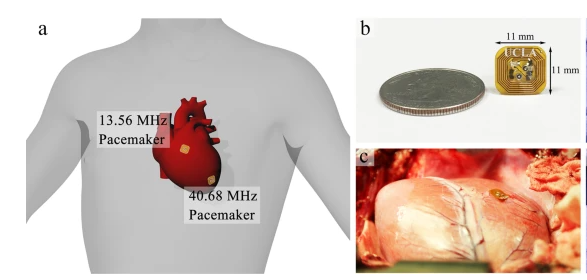 a
13.56 MHz
Pacemaker
40.68 MHz
Pacemaker
b
11 mm
UCLA
11 mm
c